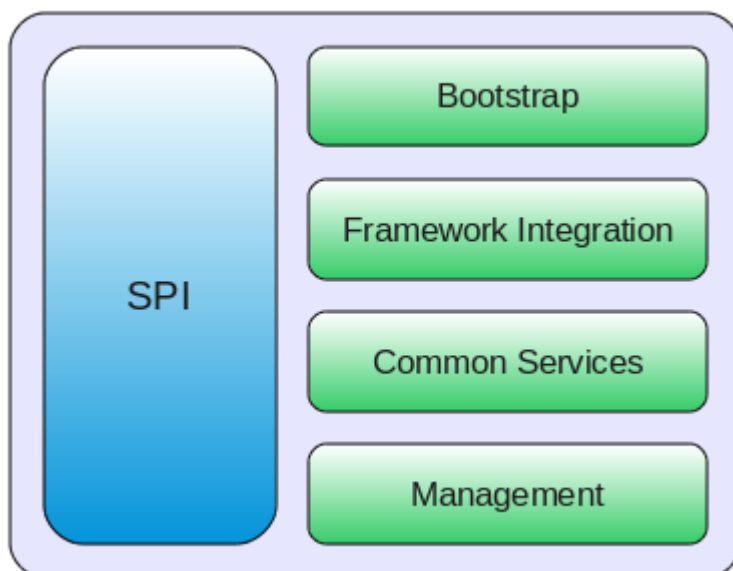 SPI
Bootstrap
Framework Integration
Common Services
Management